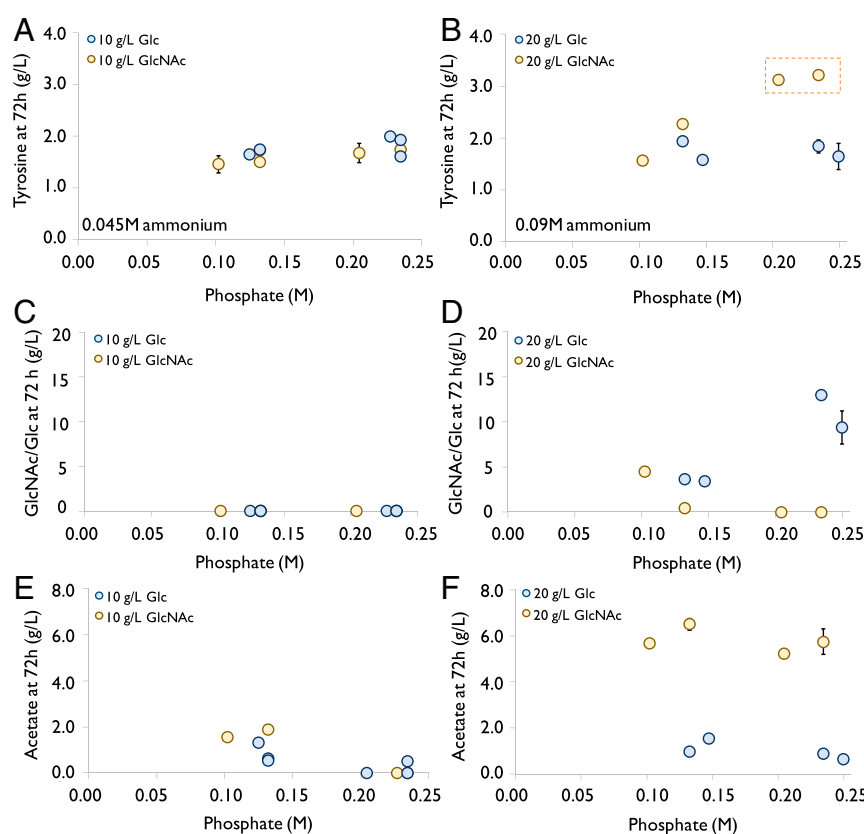 A
10 g/L Glc
10 g/L GlcNAc
Tyrosine at 72h (g/L)
4.0
3.0
2.0
1.0
0.0
0.045M ammonium
0.00 0.05 0.10 0.15 0.20 0.25
Phosphate (M)
B
20 g/L Glc
20 g/L GlcNAc
Tyrosine at 72h (g/L)
4.0
3.0
2.0
1.0
0.0
0.09M ammonium
0.00 0.05 0.10 0.15 0.20 0.25
Phosphate (M)
C
10 g/L Glc
10 g/L GlcNAc
GlcNAc/Glc at 72 h (g/L)
20
15
10
5
0
0.00 0.05 0.10 0.15 0.20 0.25
Phosphate (M)
D
20 g/L Glc
20 g/L GlcNAc
GlcNAc/Glc at 72 h(g/L)
20
15
10
5
0
0.00 0.05 0.10 0.15 0.20 0.25
Phosphate (M)
E
10 g/L Glc
10 g/L GlcNAc
Acetate at 72h (g/L)
8.0
6.0
4.0
2.0
0.0
0.00 0.05 0.10 0.15 0.20 0.25
Phosphate (M)
F
20 g/L Glc
20 g/L GlcNAc
Acetate at 72h (g/L)
8.0
6.0
4.0
2.0
0.0
0.00 0.05 0.10 0.15 0.20 0.25
Phosphate (M)